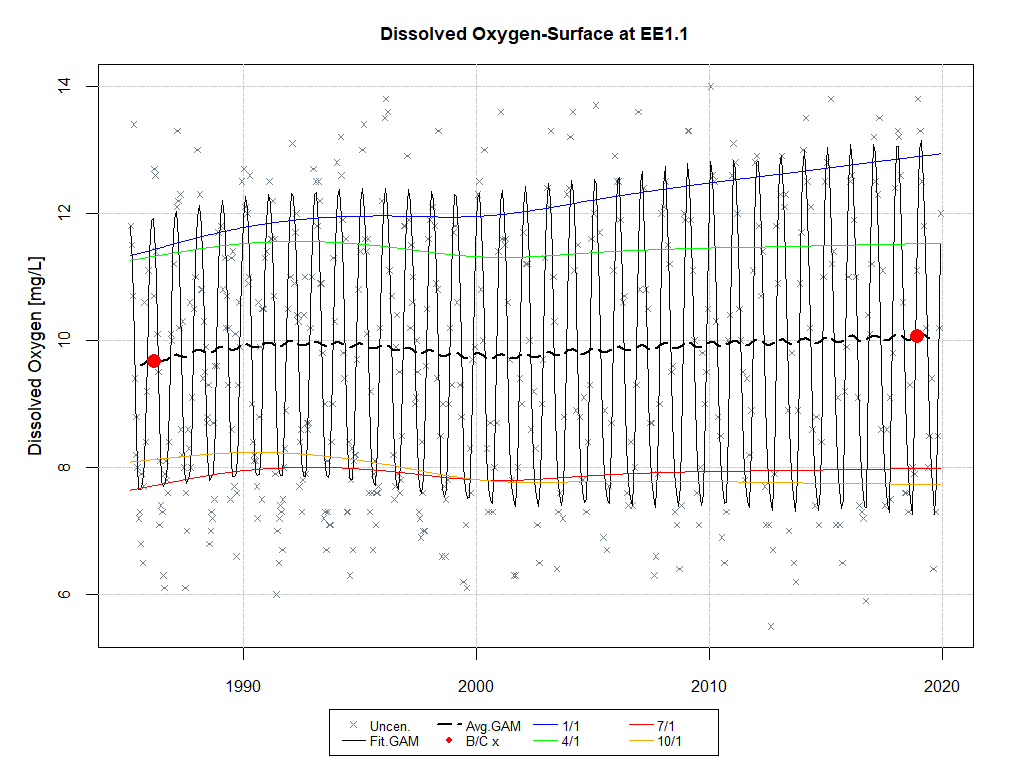 Dissolved Oxygen-Surface at EE1.1
Dissolved Oxygen [mg/L]
14
12
10
8
6
1990 2000 2010 2020
Uncen. Avg.GAM 1/1 7/1
Fit.GAM B/C x 4/1 10/1